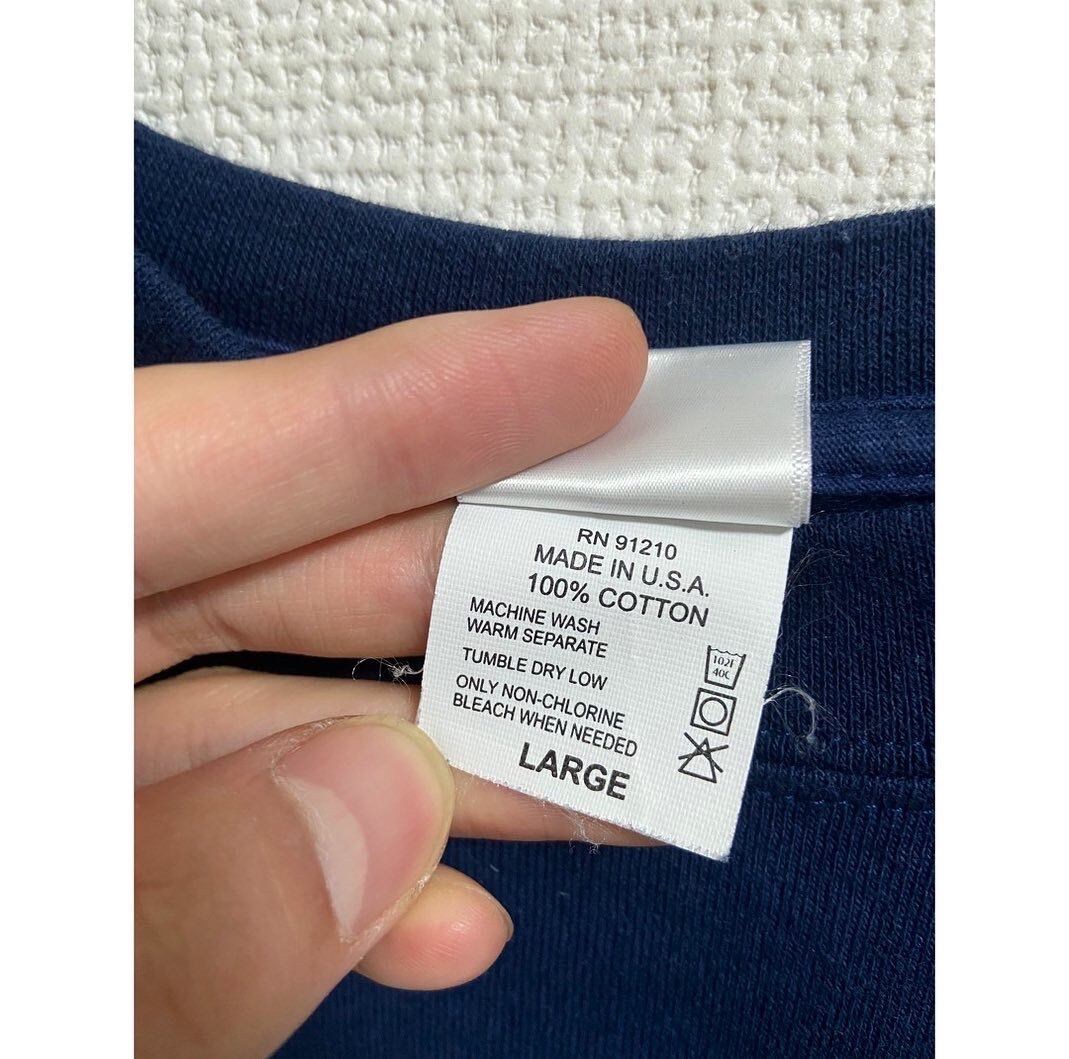 RN 91210
MADE IN U.S.A.
100% COTTON
MACHINE WASH
WARM SEPARATE
TUMBLE DRY LOW
ONLY NON-CHLORINE
BLEACH WHEN NEEDED
LARGE
102F
40C